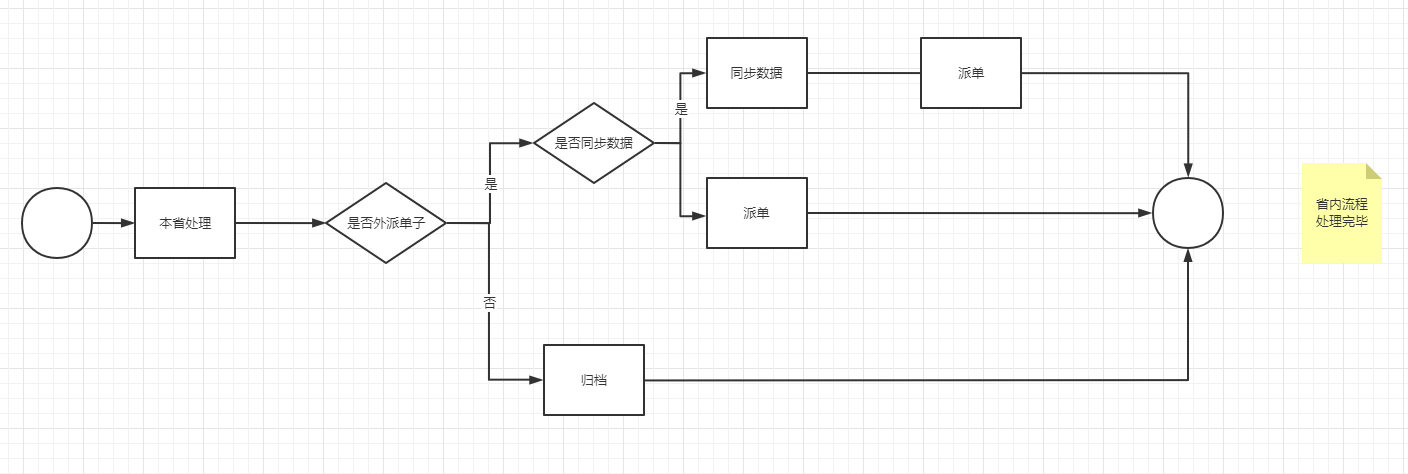 本省处理
是否外派单子
是
是否同步数据
是
同步数据
派单
派单
否
归档
省内流程
处理完毕